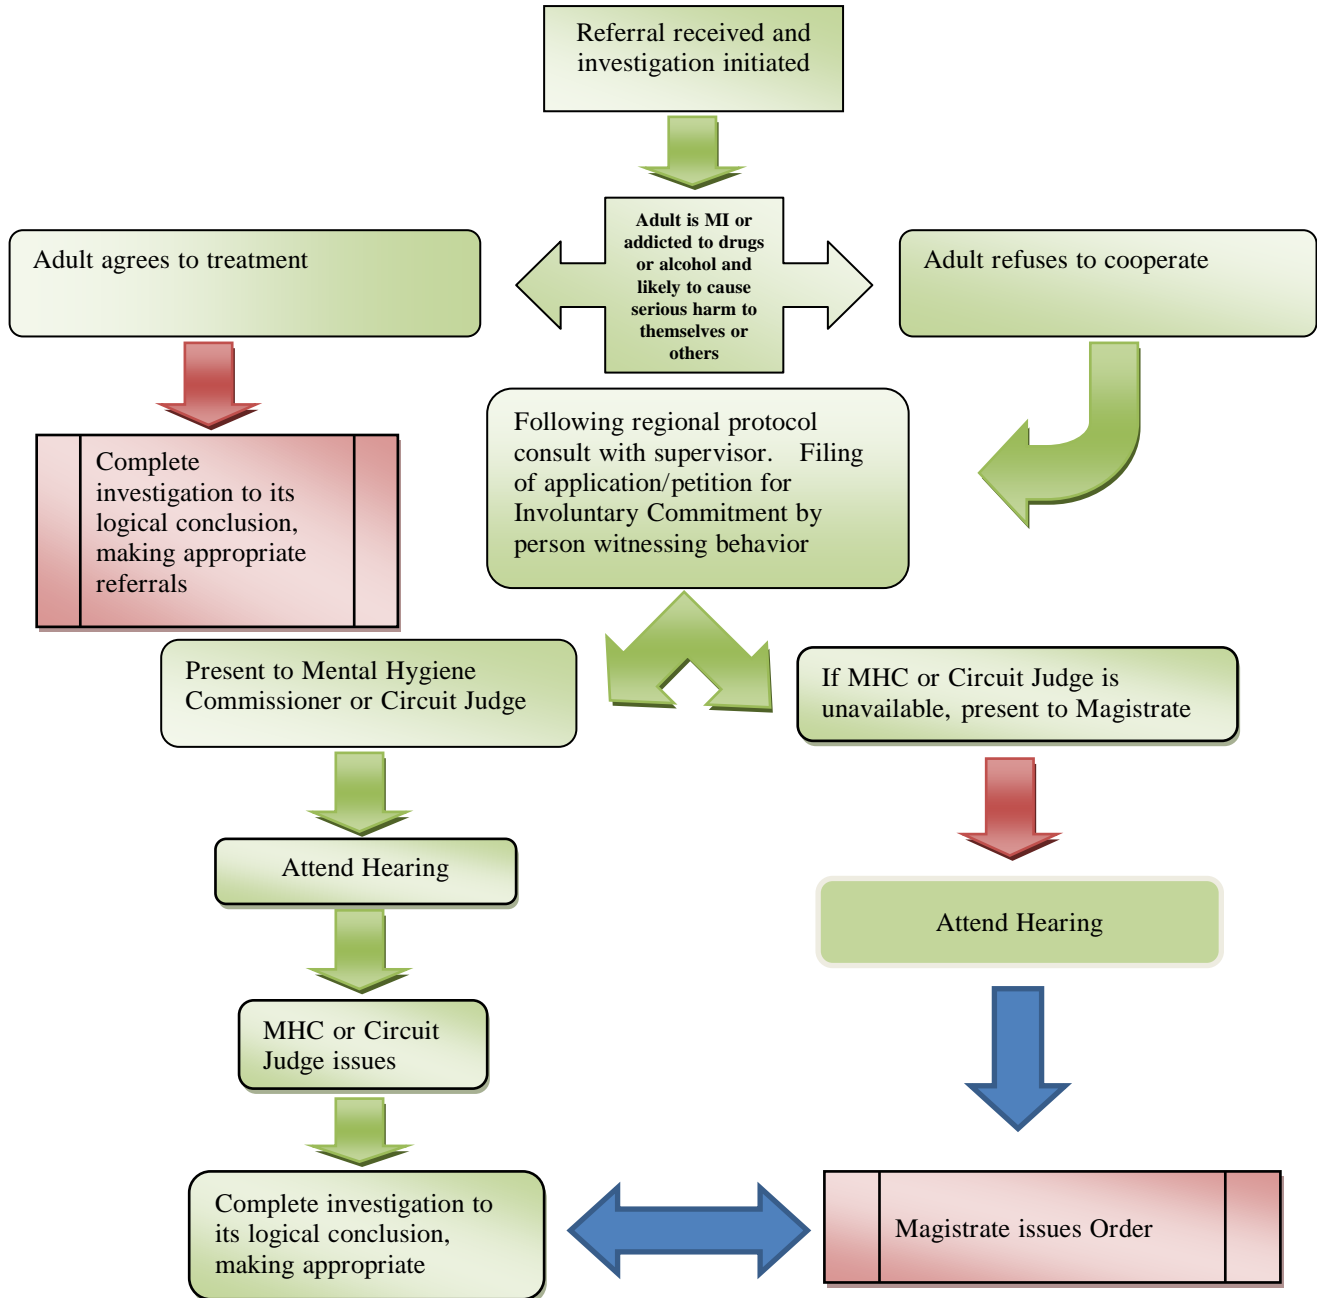 Referral received and
investigation initiated
Adult is MI or
addicted to drugs
or alcohol and
likely to cause
serious harm to
themselves or
others
Adult agrees to treatment
Adult refuses to cooperate
Complete
investigation to its
logical conclusion,
making appropriate
referrals
Following regional protocol
consult with supervisor. Filing
of application/petition for
Involuntary Commitment by
person witnessing behavior
Present to Mental Hygiene
Commissioner or Circuit Judge
If MHC or Circuit Judge is
unavailable, present to Magistrate
Attend Hearing
Attend Hearing
MHC or Circuit
Judge issues
Complete investigation to
its logical conclusion,
making appropriate
Magistrate issues Order